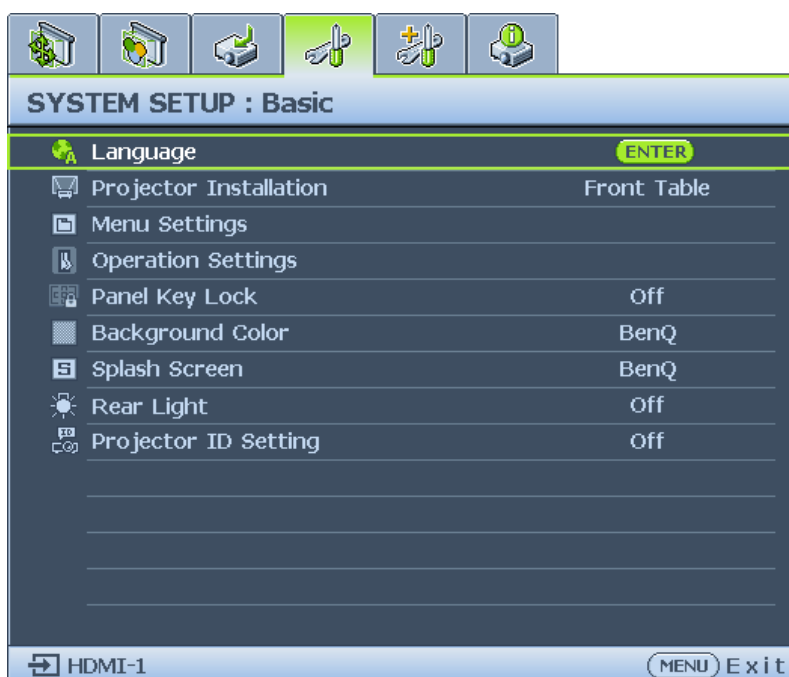 SYSTEM SETUP : Basic
Language ENTER
Projector Installation Front Table
Menu Settings
Operation Settings
Panel Key Lock Off
Background Color BenQ
Splash Screen BenQ
Rear Light Off
Projector ID Setting Off
HDMI-1 MENU Exit